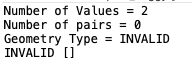 Number of Values = 2
Number of pairs = 0
Geometry Type = INVALID
INVALID []